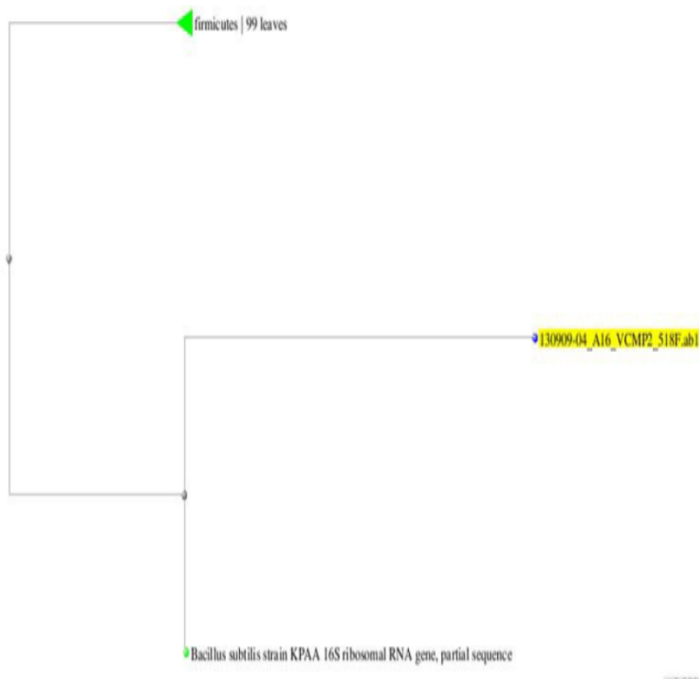 firmicutes | 99 leaves
130909-04_A16_VCMP2_518F.ab1
Bacillus subtilis strain KPAA 16S ribosomal RNA gene, partial sequence